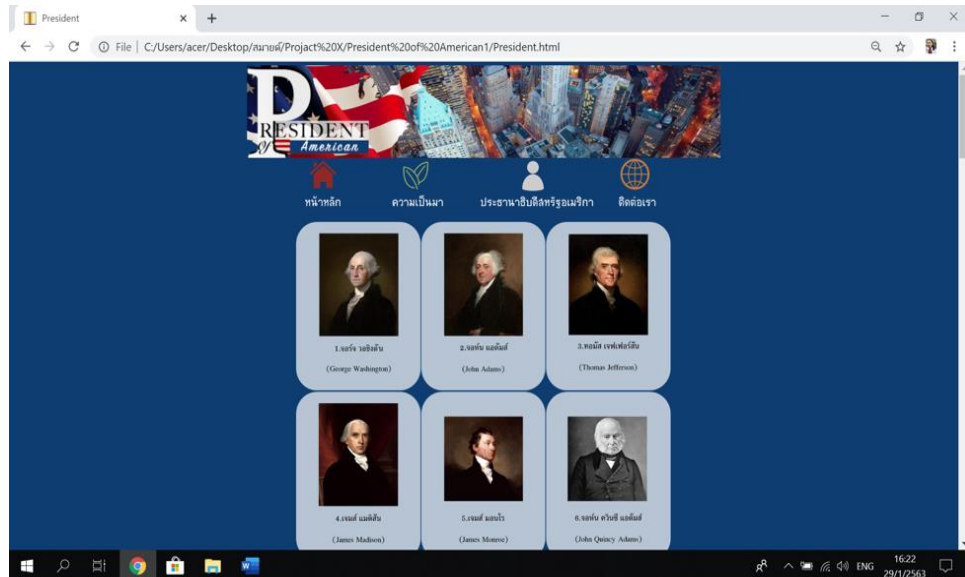 President
File | C:/Users/acer/Desktop/สมายด์/Projact%20X/President%20of%20American1/President.html
PRESIDENT
Of American
หน้าหลัก ความเป็นมา ประธานาธิบดีสหรัฐอเมริกา ติดต่อเรา
1.จอร์จ วอชิงตัน
2.จอห์น แอดัมส์
3.ทอมัส เจฟเฟอร์สัน
(George Washington)
(John Adams)
(Thomas Jefferson)
4.เจมส์ แมดิสัน
5.เจมส์ มอนโร
6.จอห์น ควินซี แอดัมส์
(James Madison)
(James Monroe)
(John Quincy Adams)
ENG
16:22
29/1/2563